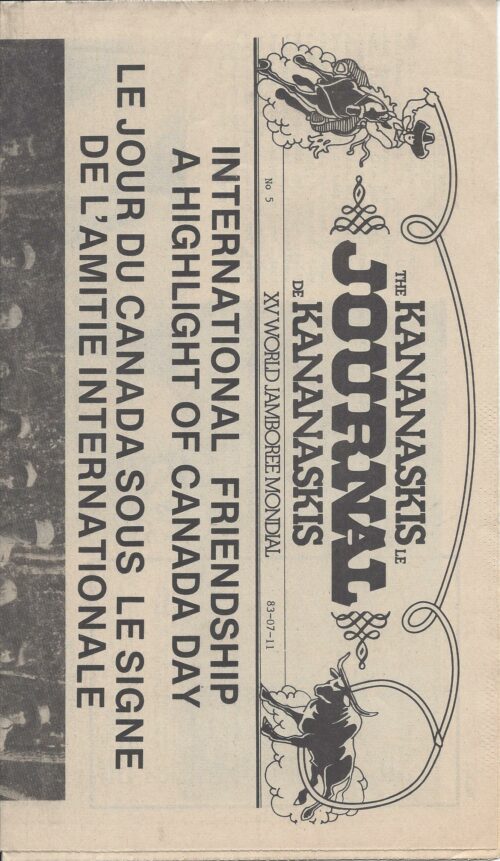 THE KANANASKIS LE
JOURNAL
DE KANANASKIS
No 5 XV WORLD JAMBOREE MONDIAL 83-07-11
INTERNATIONAL FRIENDSHIP
A HIGHLIGHT OF CANADA DAY
LE JOUR DU CANADA SOUS LE SIGNE
DE L'AMITIE INTERNATIONALE